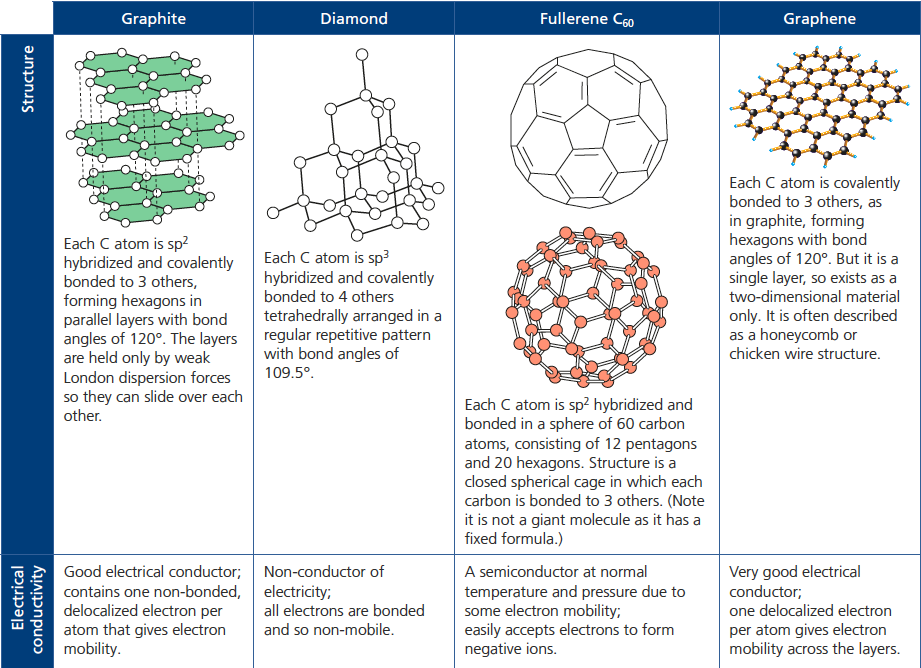 Graphite
Diamond
Fullerene C₆₀
Graphene
Structure
Each C atom is sp²
hybridized and covalently
bonded to 3 others,
forming hexagons in
parallel layers with bond
angles of 120°. The layers
are held only by weak
London dispersion forces
so they can slide over each
other.
Each C atom is sp³
hybridized and covalently
bonded to 4 others
tetrahedrally arranged in a
regular repetitive pattern
with bond angles of
109.5°.
Each C atom is sp² hybridized and
bonded in a sphere of 60 carbon
atoms, consisting of 12 pentagons
and 20 hexagons. Structure is a
closed spherical cage in which each
carbon is bonded to 3 others. (Note
it is not a giant molecule as it has a
fixed formula.)
Each C atom is covalently
bonded to 3 others, as
in graphite, forming
hexagons with bond
angles of 120°. But it is a
single layer, so exists as a
two-dimensional material
only. It is often described
as a honeycomb or
chicken wire structure.
Electrical
conductivity
Good electrical conductor;
contains one non-bonded,
delocalized electron per
atom that gives electron
mobility.
Non-conductor of
electricity;
all electrons are bonded
and so non-mobile.
A semiconductor at normal
temperature and pressure due to
some electron mobility;
easily accepts electrons to form
negative ions.
Very good electrical
conductor;
one delocalized electron
per atom gives electron
mobility across the layers.